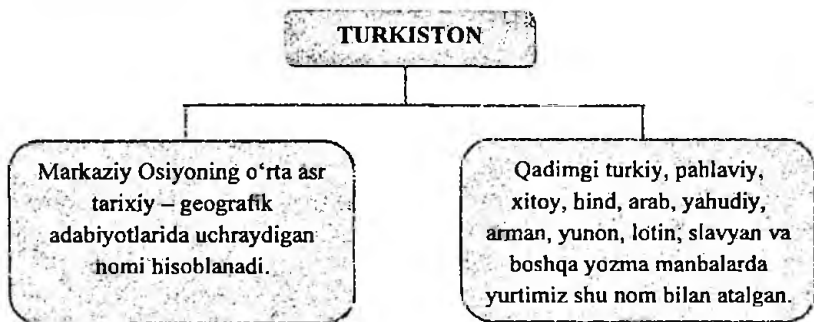 TURKISTON
Markaziy Osiyoning o‘rta asr
tarixiy – geografik
adabiyotlarida uchraydigan
nomi hisoblanadi.
Qadimgi turkiy, pahlaviy,
xitoy, hind, arab, yahudiy,
arman, yunon, lotin, slavyan va
boshqa yozma manbalarda
yurtimiz shu nom bilan atalgan.